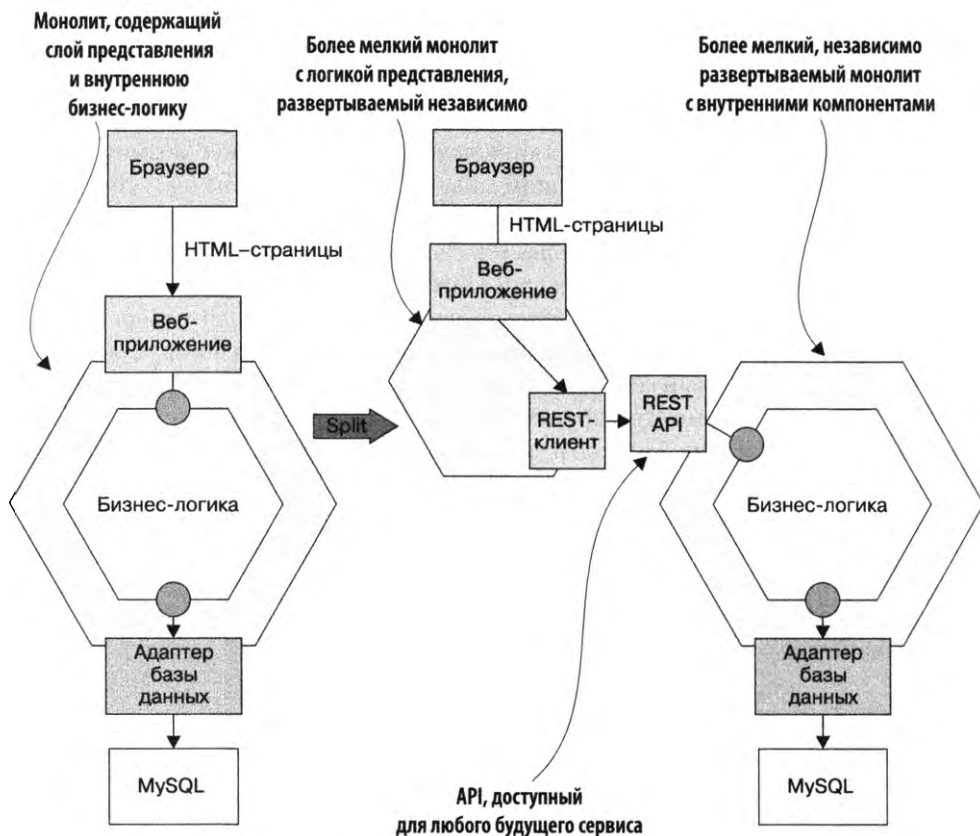 Монолит, содержащий
слой представления
и внутреннюю
бизнес-логику
Более мелкий монолит
с логикой представления,
развертываемый независимо
Более мелкий, независимо
развертываемый монолит
с внутренними компонентами
Браузер
HTML–страницы
Веб-
приложение
Бизнес-логика
Адаптер
базы
данных
MySQL
Split
Браузер
HTML-страницы
Веб-
приложение
REST-
клиент
REST
API
Бизнес-логика
Адаптер
базы
данных
MySQL
API, доступный
для любого будущего сервиса